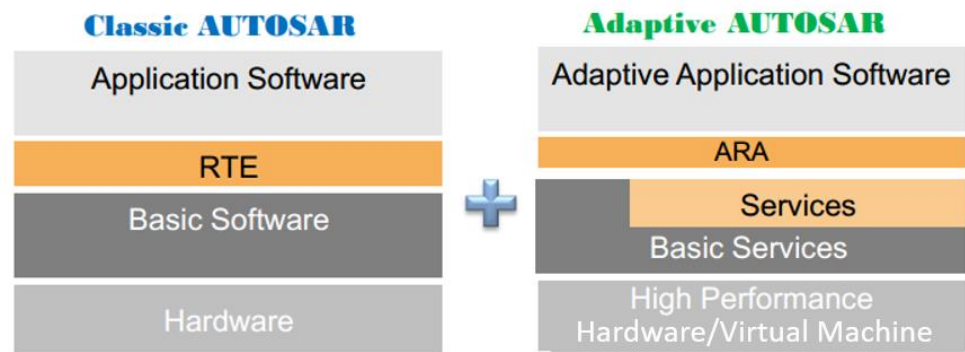 Classic AUTOSAR
Application Software
RTE
Basic Software
Hardware
Adaptive AUTOSAR
Adaptive Application Software
ARA
Services
Basic Services
High Performance
Hardware/Virtual Machine